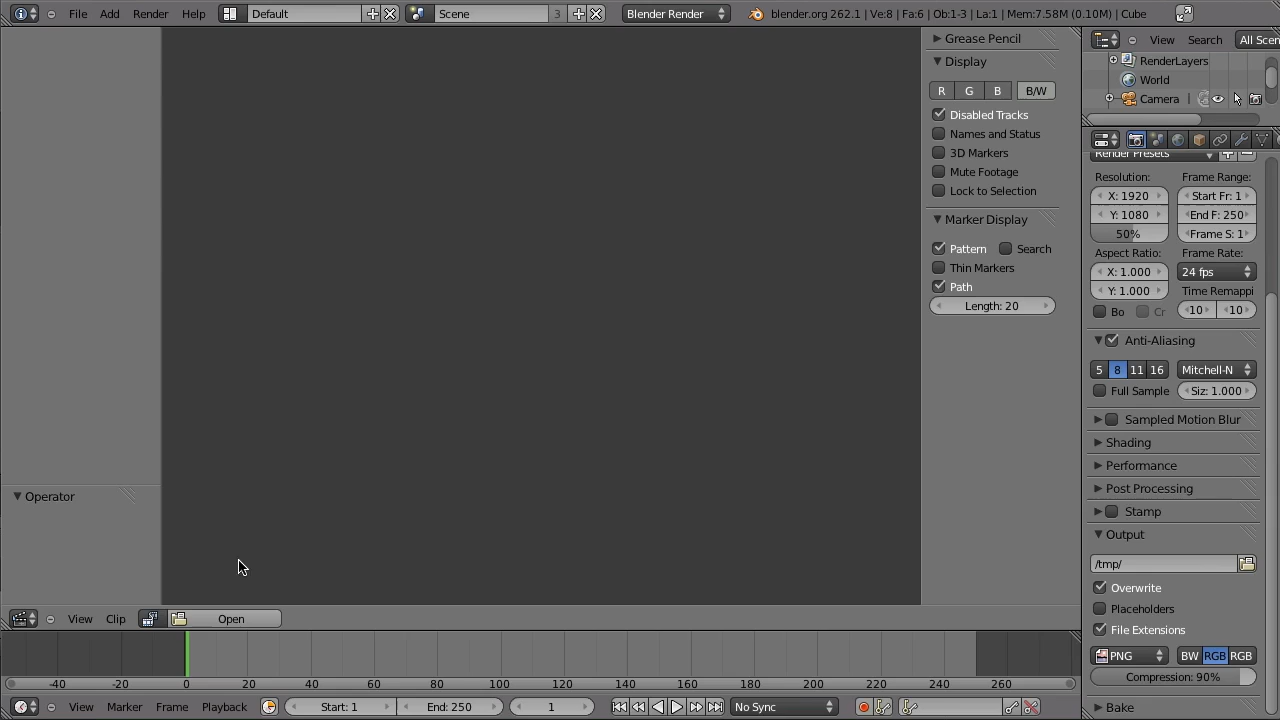 File Add Render Help Default Scene 3 Blender Render blender.org 262.1 | Ve:8 | Fa:6 | Ob:1-3 | La:1 | Mem:7.58M (0.10M) | Cube
Grease Pencil
Display
R G B B/W
Disabled Tracks
Names and Status
3D Markers
Mute Footage
Lock to Selection
Marker Display
Pattern Search
Thin Markers
Path
Length: 20
View Search All Scen
RenderLayers
World
Camera
Render Presets
Resolution: Frame Range:
X: 1920 Start Fr: 1
Y: 1080 End F: 250
50% Frame S: 1
Aspect Ratio: Frame Rate:
X: 1.000 24 fps
Y: 1.000 Time Remappi
Bo Cr 10 10
Anti-Aliasing
5 8 11 16 Mitchell-N
Full Sample Siz: 1.000
Sampled Motion Blur
Shading
Performance
Post Processing
Stamp
Output
/tmp/
Overwrite
Placeholders
File Extensions
PNG BW RGB RGB
Compression: 90%
Bake
Operator
View Clip Open
-40 -20 0 20 40 60 80 100 120 140 160 180 200 220 240 260
View Marker Frame Playback Start: 1 End: 250 1 No Sync